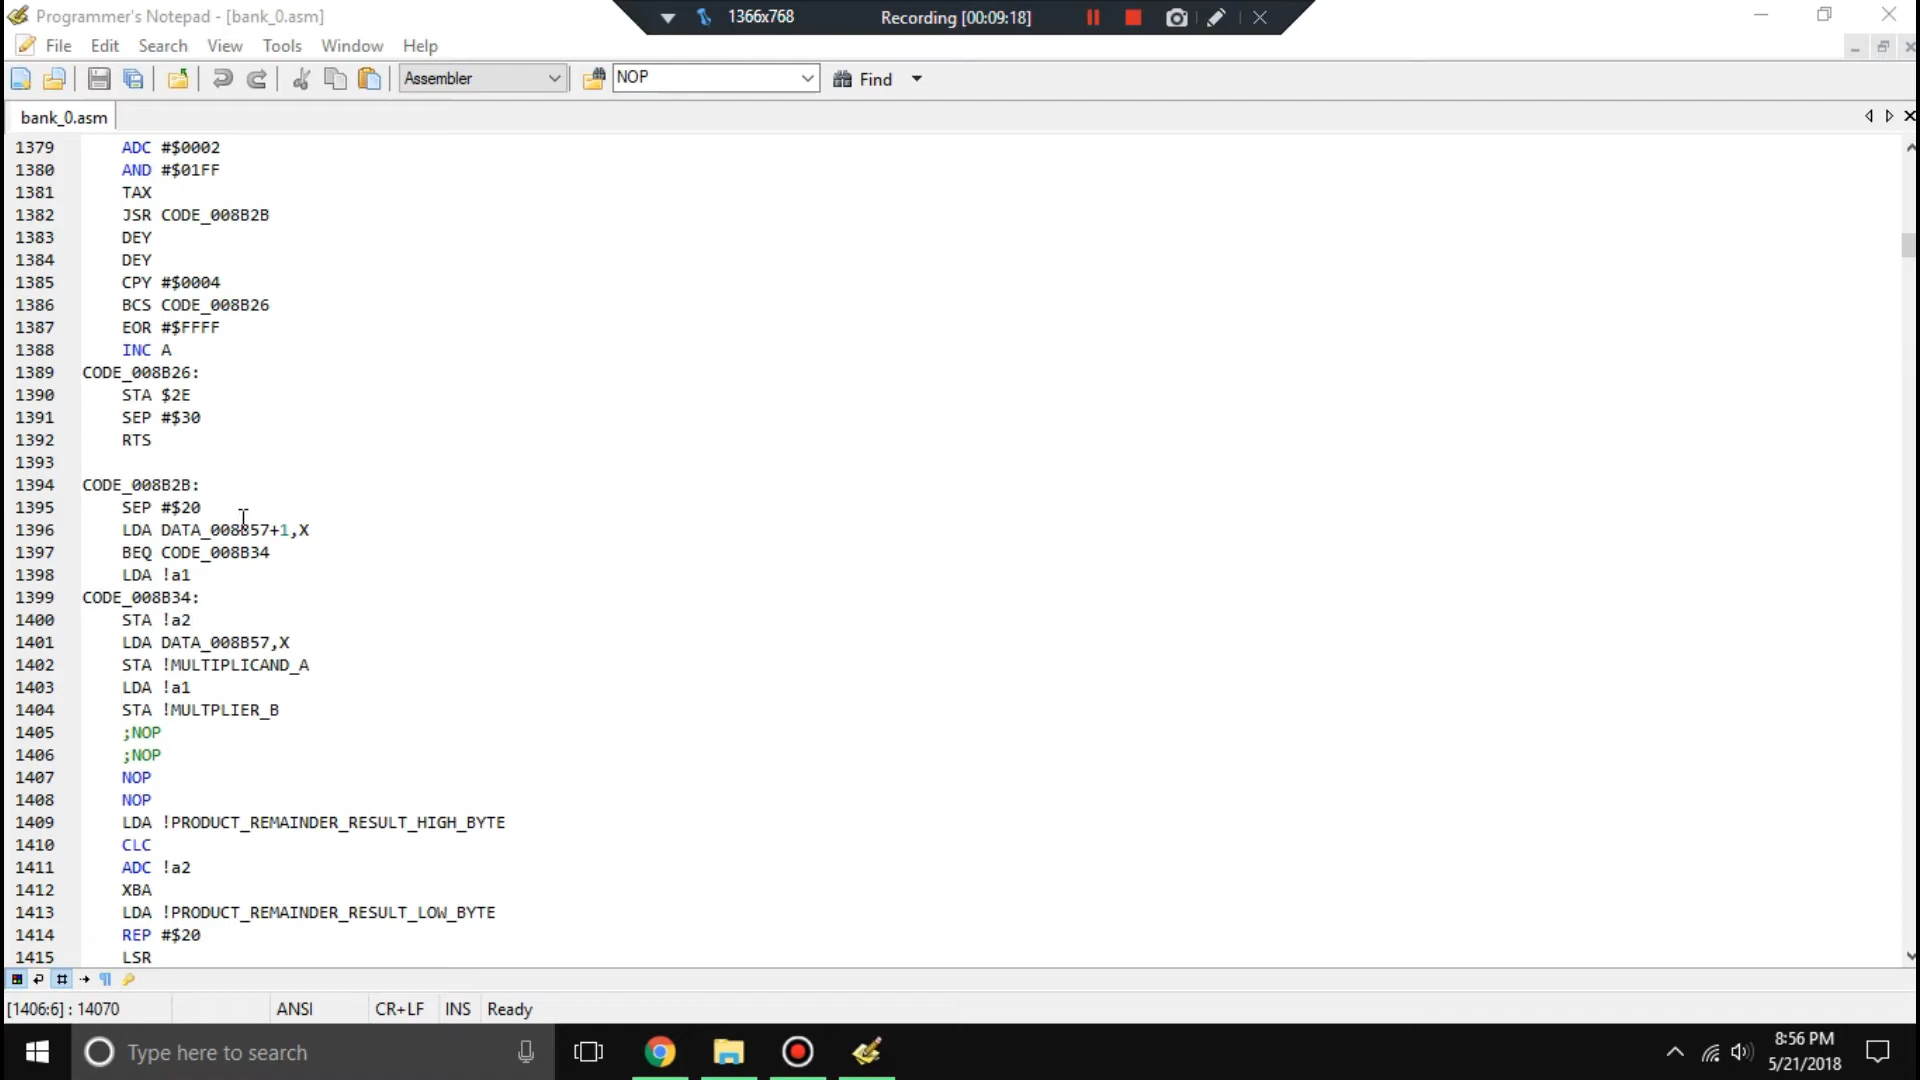 Programmer's Notepad - [bank_0.asm]
1366x768
Recording [00:09:18]
File Edit Search View Tools Window Help
Assembler
NOP
Find
bank_0.asm
1379 ADC #$0002
1380 AND #$01FF
1381 TAX
1382 JSR CODE_008B2B
1383 DEY
1384 DEY
1385 CPY #$0004
1386 BCS CODE_008B26
1387 EOR #$FFFF
1388 INC A
1389 CODE_008B26:
1390 STA $2E
1391 SEP #$30
1392 RTS
1393
1394 CODE_008B2B:
1395 SEP #$20
1396 LDA DATA_008B57+1,X
1397 BEQ CODE_008B34
1398 LDA !a1
1399 CODE_008B34:
1400 STA !a2
1401 LDA DATA_008B57,X
1402 STA !MULTIPLICAND_A
1403 LDA !a1
1404 STA !MULTPLIER_B
1405 ;NOP
1406 ;NOP
1407 NOP
1408 NOP
1409 LDA !PRODUCT_REMAINDER_RESULT_HIGH_BYTE
1410 CLC
1411 ADC !a2
1412 XBA
1413 LDA !PRODUCT_REMAINDER_RESULT_LOW_BYTE
1414 REP #$20
1415 LSR
[1406:6] : 14070 ANSI CR+LF INS Ready
Type here to search
8:56 PM
5/21/2018